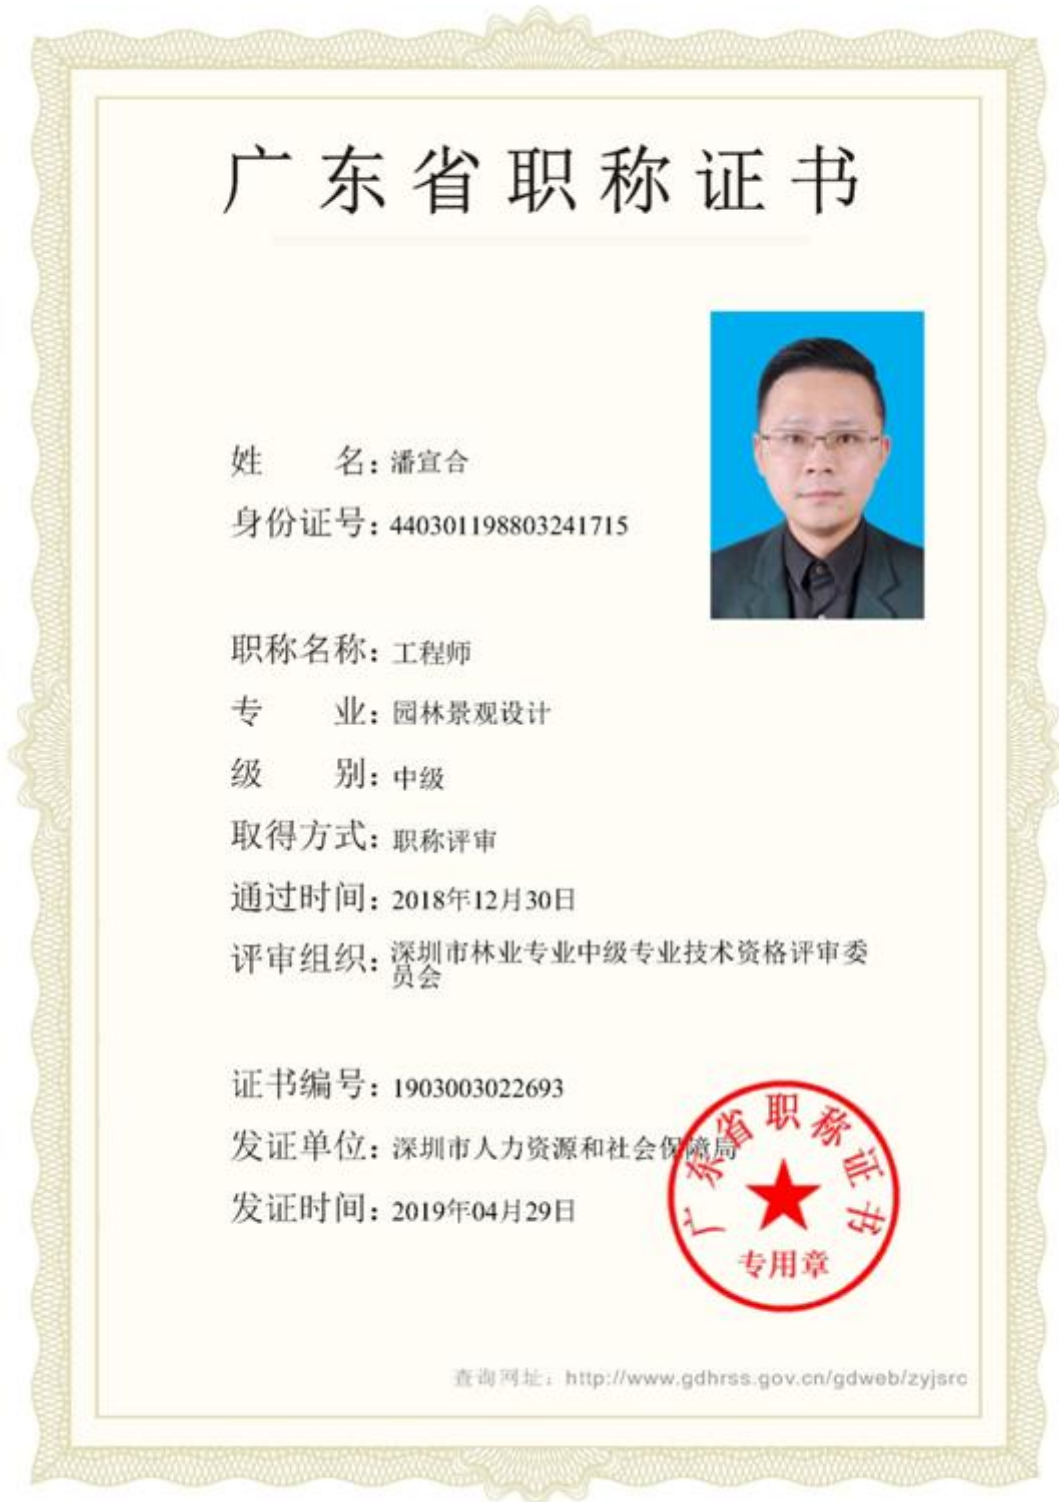 广东省职称证书
姓　　名：潘宣合
身份证号：440301198803241715
职称名称：工程师
专　　业：园林景观设计
级　　别：中级
取得方式：职称评审
通过时间：2018年12月30日
评审组织：深圳市林业专业中级专业技术资格评审委
员会
证书编号：1903003022693
发证单位：深圳市人力资源和社会保障局
发证时间：2019年04月29日
广东省职称证书
专用章
查询网址：http://www.gdhrss.gov.cn/gdweb/zyjsrc